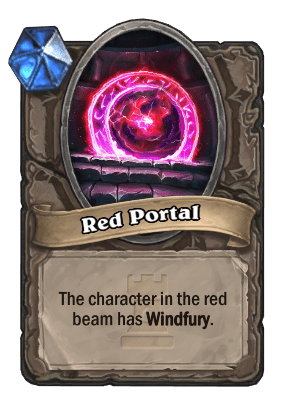 Red Portal
The character in the red
beam has Windfury.